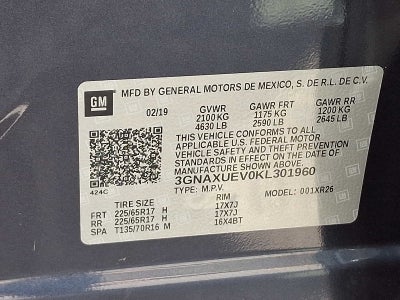 GM
MFD BY GENERAL MOTORS DE MEXICO, S. DE R.L. DE C.V.
02/19 GVWR GAWR FRT GAWR RR
2100 KG 1175 KG 1200 KG
4630 LB 2590 LB 2645 LB
THIS VEHICLE CONFORMS TO ALL
APPLICABLE U.S. FEDERAL MOTOR
VEHICLE SAFETY AND THEFT PREVENTION
STANDARDS IN EFFECT ON THE DATE OF
MANUFACTURE SHOWN ABOVE.
3GNAXUEV0KL301960
424C TYPE: M.P.V. MODEL: 001XR26
TIRE SIZE RIM
FRT 225/65R17 H 17X7J
RR 225/65R17 H 17X7J
SPA T135/70R16 M 16X4BT